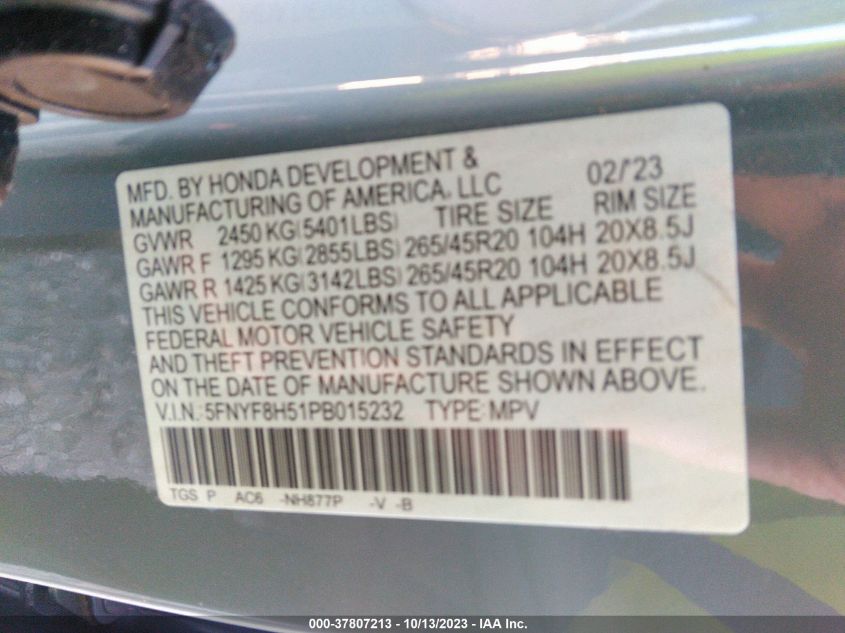 MFD. BY HONDA DEVELOPMENT & 02/'23
MANUFACTURING OF AMERICA, LLC TIRE SIZE RIM SIZE
GVWR 2450 KG(5401LBS)
GAWR F 1295 KG(2855LBS) 265/45R20 104H 20X8.5J
GAWR R 1425 KG(3142LBS) 265/45R20 104H 20X8.5J
THIS VEHICLE CONFORMS TO ALL APPLICABLE
FEDERAL MOTOR VEHICLE SAFETY
AND THEFT PREVENTION STANDARDS IN EFFECT
ON THE DATE OF MANUFACTURE SHOWN ABOVE.
V.I.N.: 5FNYF8H51PB015232 TYPE: MPV
TGS P AC6 -NH877P -V -B
000-37807213 - 10/13/2023 - IAA Inc.